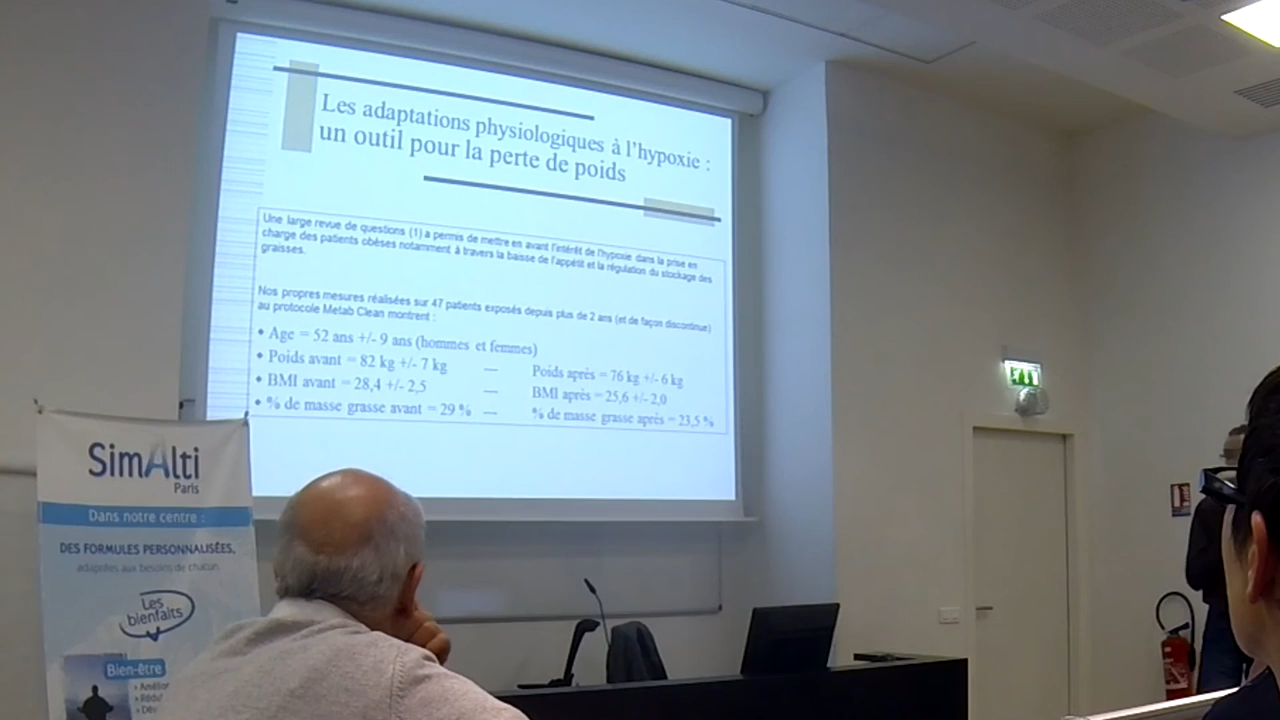 Les adaptations physiologiques à l'hypoxie :
un outil pour la perte de poids
Une large revue de questions (1) a permis de mettre en avant l'intérêt de l'hypoxie dans la prise en
charge des patients obèses notamment à travers la baisse de l'appétit et la régulation du stockage des
graisses.
Nos propres mesures réalisées sur 47 patients exposés depuis plus de 2 ans (et de façon discontinue)
au protocole Metab Clean montrent :
• Age = 52 ans +/- 9 ans (hommes et femmes)
• Poids avant = 82 kg +/- 7 kg — Poids après = 76 kg +/- 6 kg
• BMI avant = 28,4 +/- 2,5 — BMI après = 25,6 +/- 2,0
• % de masse grasse avant = 29 % — % de masse grasse après = 23,5 %
SimAlti
Paris
Dans notre centre :
DES FORMULES PERSONNALISÉES,
adaptées aux besoins de chacun
Les
bienfaits
Bien-être
› Amélior
› Rédu
› Dév